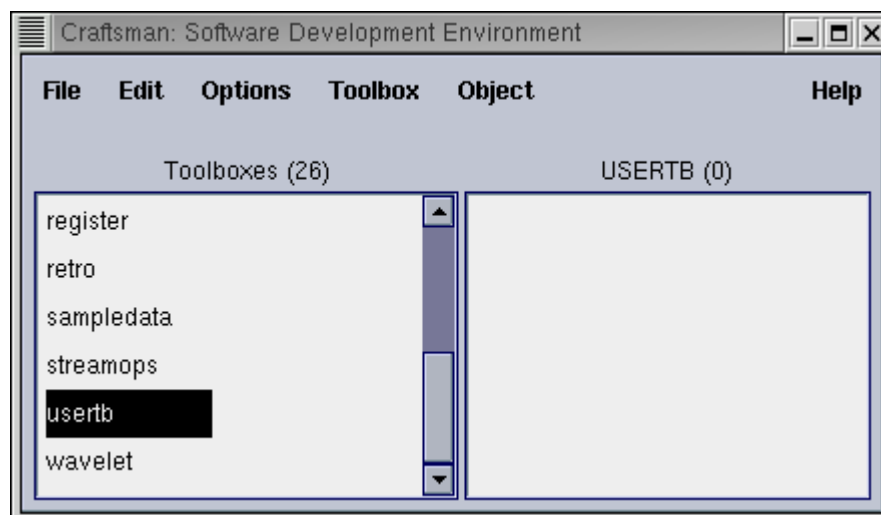 Craftsman: Software Development Environment
File Edit Options Toolbox Object Help
Toolboxes (26) USERTB (0)
register
retro
sampledata
streamops
usertb
wavelet